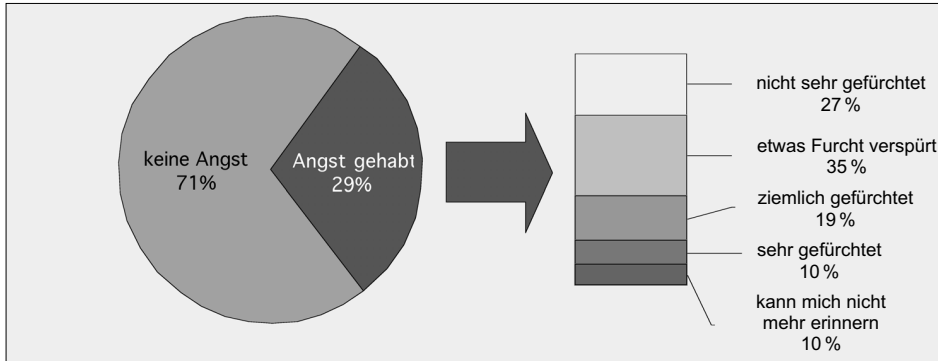 keine Angst
71%
Angst gehabt
29%
nicht sehr gefürchtet
27 %
etwas Furcht verspürt
35 %
ziemlich gefürchtet
19 %
sehr gefürchtet
10 %
kann mich nicht
mehr erinnern
10 %